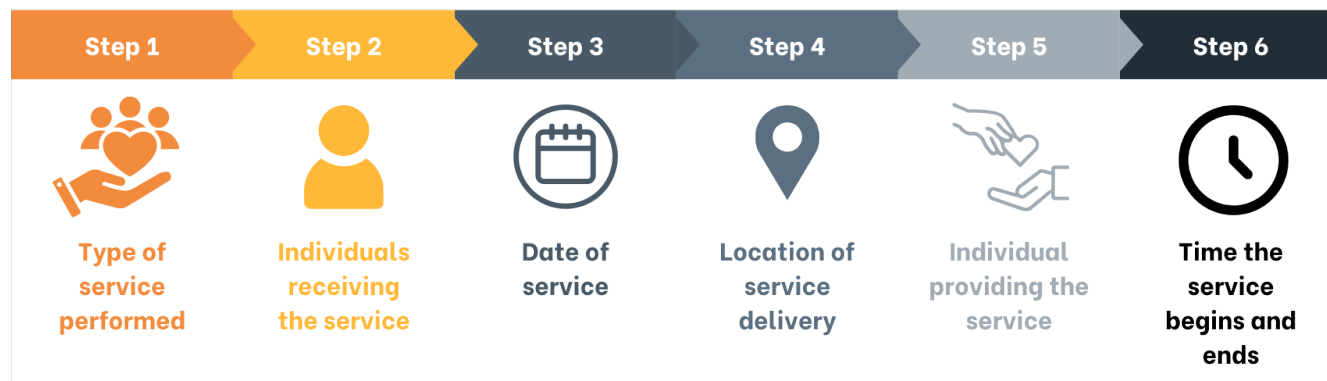 Step 1
Step 2
Step 3
Step 4
Step 5
Step 6
Type of
service
performed
Individuals
receiving
the service
Date of
service
Location of
service
delivery
Individual
providing the
service
Time the
service
begins and
ends